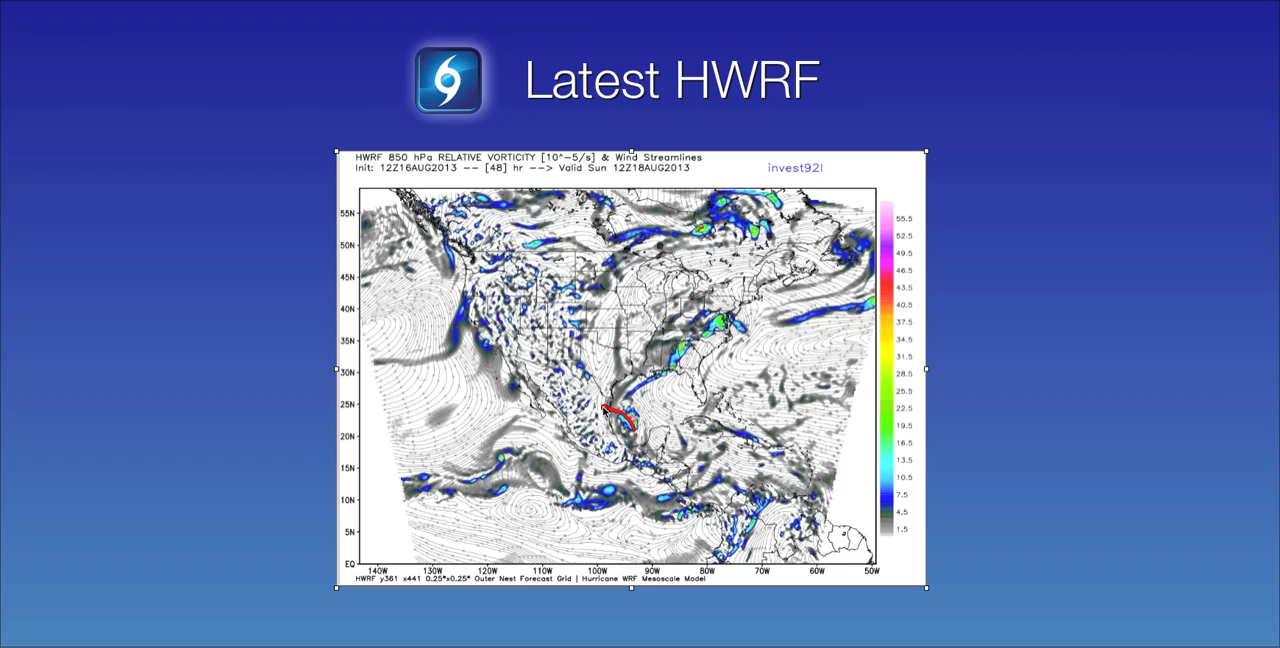 Latest HWRF
HWRF 850 hPa RELATIVE VORTICITY [10^-5/s] & Wind Streamlines
Init: 12Z16AUG2013 -- [48] hr --> Valid Sun 12Z18AUG2013
invest92l
55N
50N
45N
40N
35N
30N
25N
20N
15N
10N
5N
EQ
140W 130W 120W 110W 100W 90W 80W 70W 60W 50W
55.5
52.5
49.5
46.5
43.5
40.5
37.5
34.5
31.5
28.5
25.5
22.5
19.5
16.5
13.5
10.5
7.5
4.5
1.5
HWRF y361 x441 0.25°x0.25° Outer Nest Forecast Grid | Hurricane WRF Mesoscale Model